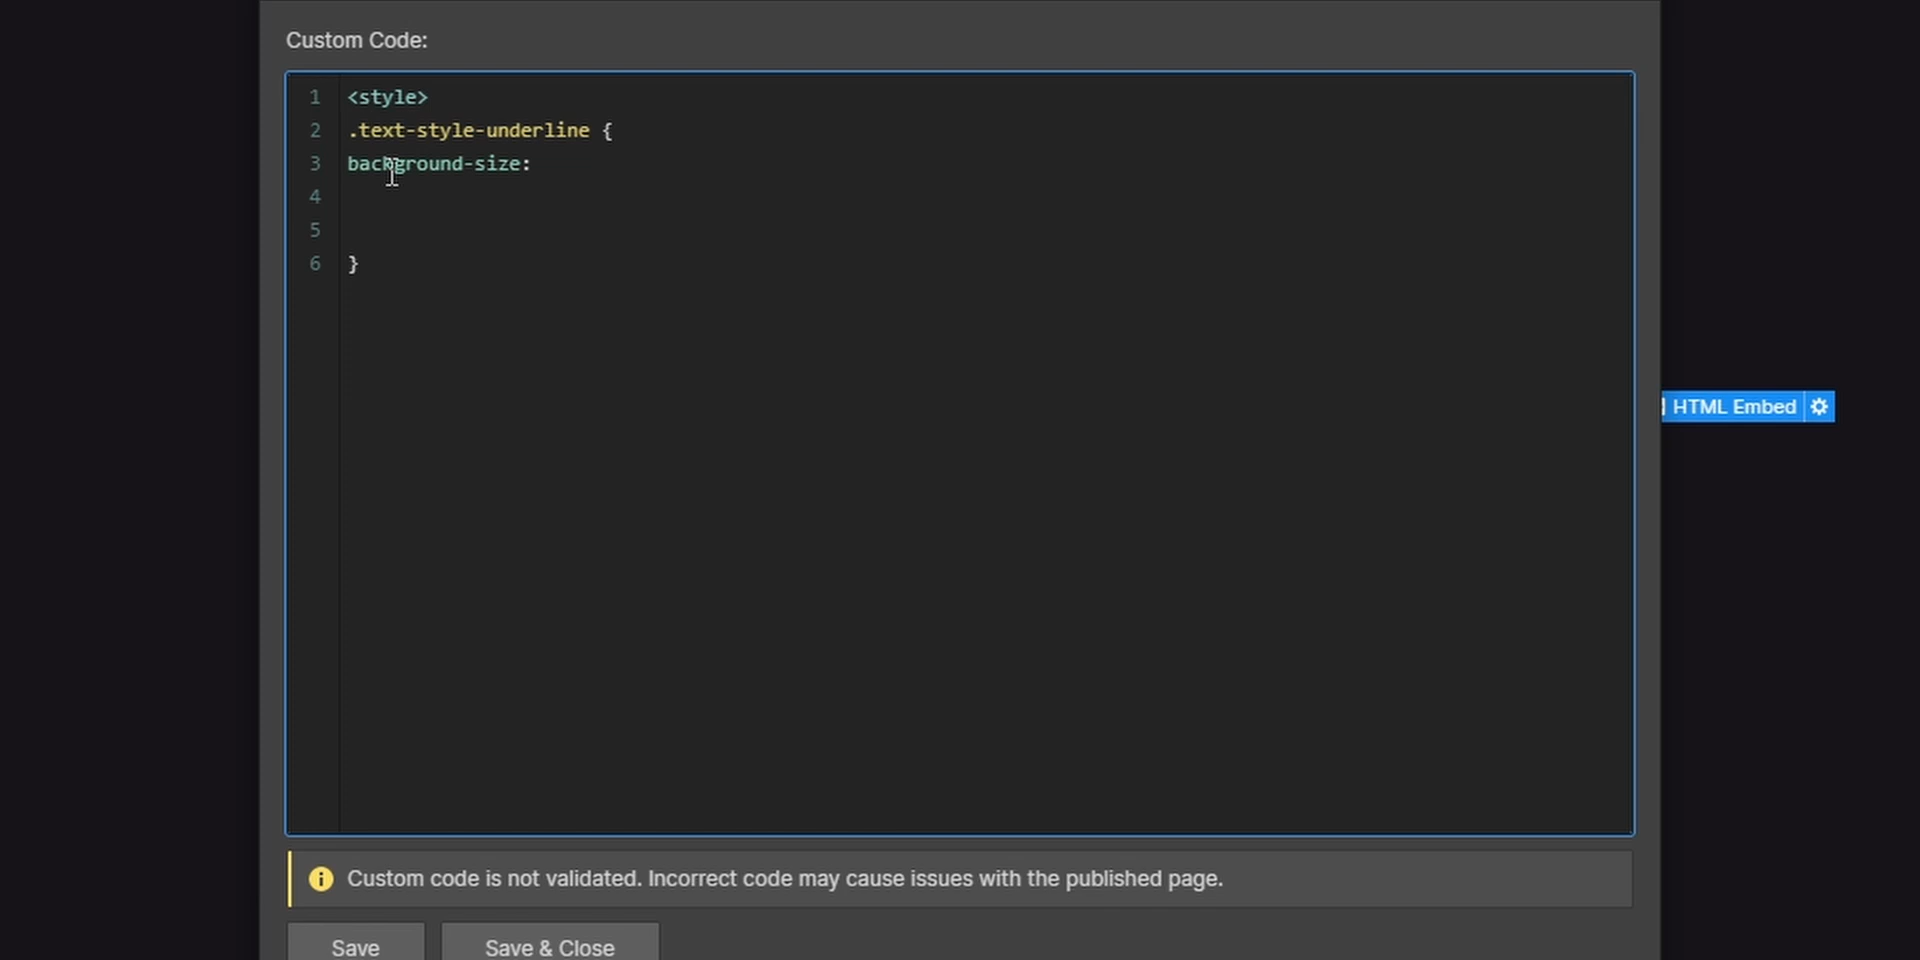 Custom Code:
1 <style>
2 .text-style-underline {
3 background-size:
4
5
6 }
HTML Embed
Custom code is not validated. Incorrect code may cause issues with the published page.
Save Save & Close